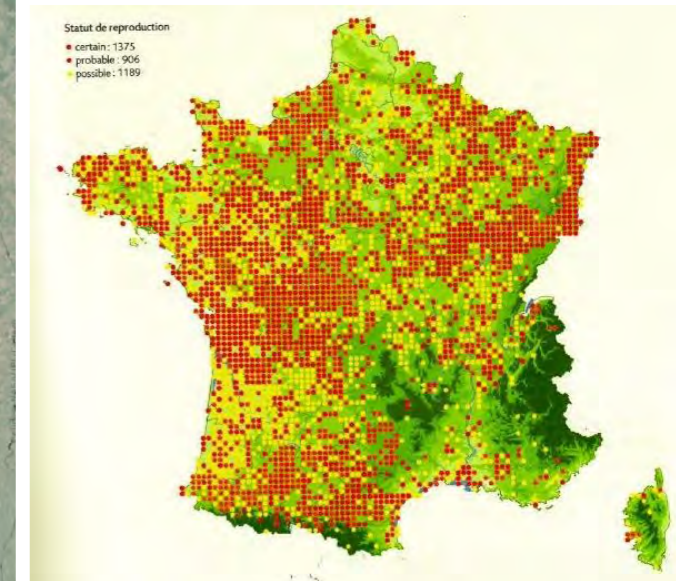 Statut de reproduction
certain : 1375
probable : 906
possible : 1189